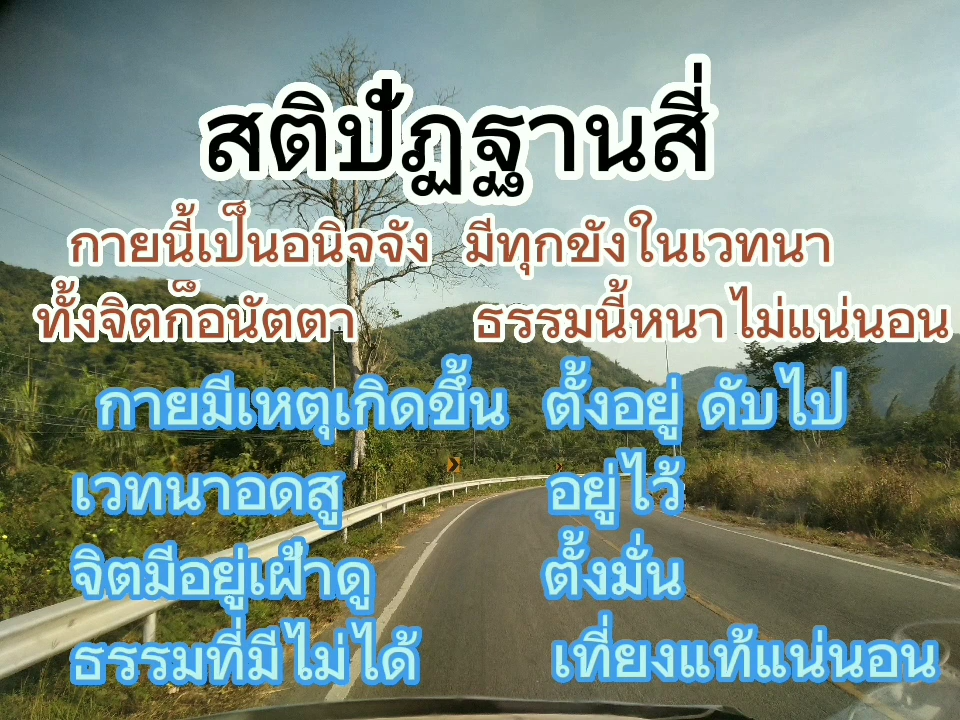 สติปัฏฐานสี่
กายนี้เป็นอนิจจัง มีทุกขังในเวทนา
ทั้งจิตก็อนัตตา ธรรมนี้หนาไม่แน่นอน
กายมีเหตุเกิดขึ้น ตั้งอยู่ ดับไป
เวทนาอดสู อยู่ไว้
จิตมีอยู่เฝ้าดู ตั้งมั่น
ธรรมที่มีไม่ได้ เที่ยงแท้แน่นอน